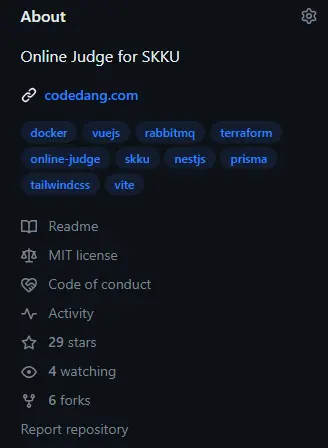 About
Online Judge for SKKU
codedang.com
docker vuejs rabbitmq terraform
online-judge skku nestjs prisma
tailwindcss vite
Readme
MIT license
Code of conduct
Activity
29 stars
4 watching
6 forks
Report repository